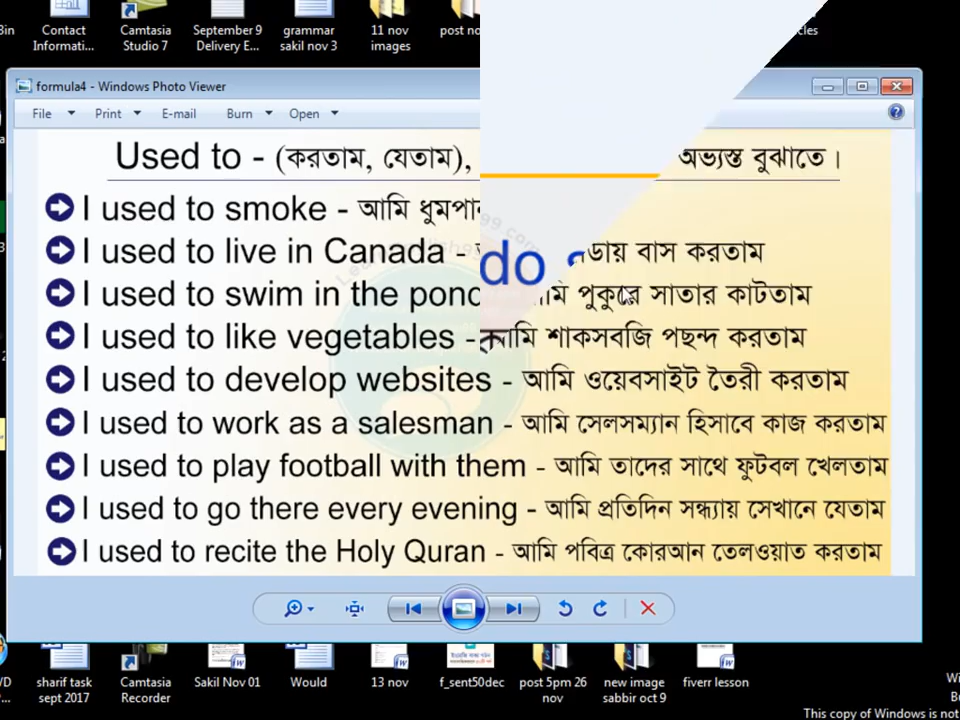 Contact Informati...
Camtasia Studio 7
September 9 Delivery E...
grammar sakil nov 3
11 nov images
post
formula4 - Windows Photo Viewer
File Print E-mail Burn Open
Used to - (করতাম, যেতাম), অভ্যস্ত বুঝাতে।
I used to smoke - আমি
I used to live in Canada - বাস করতাম
do
I used to swim in the পুকুরে সাতার কাটতাম
I used to like vegetables - আমি শাকসবজি পছন্দ করতাম
I used to develop websites - আমি ওয়েবসাইট তৈরী করতাম
I used to work as a salesman - আমি সেলসম্যান হিসাবে কাজ করতাম
I used to play football with them - আমি তাদের সাথে ফুটবল খেলতাম
I used to go there every evening - আমি প্রতিদিন সন্ধ্যায় সেখানে যেতাম
I used to recite the Holy Quran - আমি পবিত্র কোরআন তেলওয়াত করতাম
sharif task sept 2017
Camtasia Recorder
Sakil Nov 01
Would
13 nov
f_sent50dec
post 5pm 26 nov
new image sabbir oct 9
fiverr lesson
This copy of Windows is not